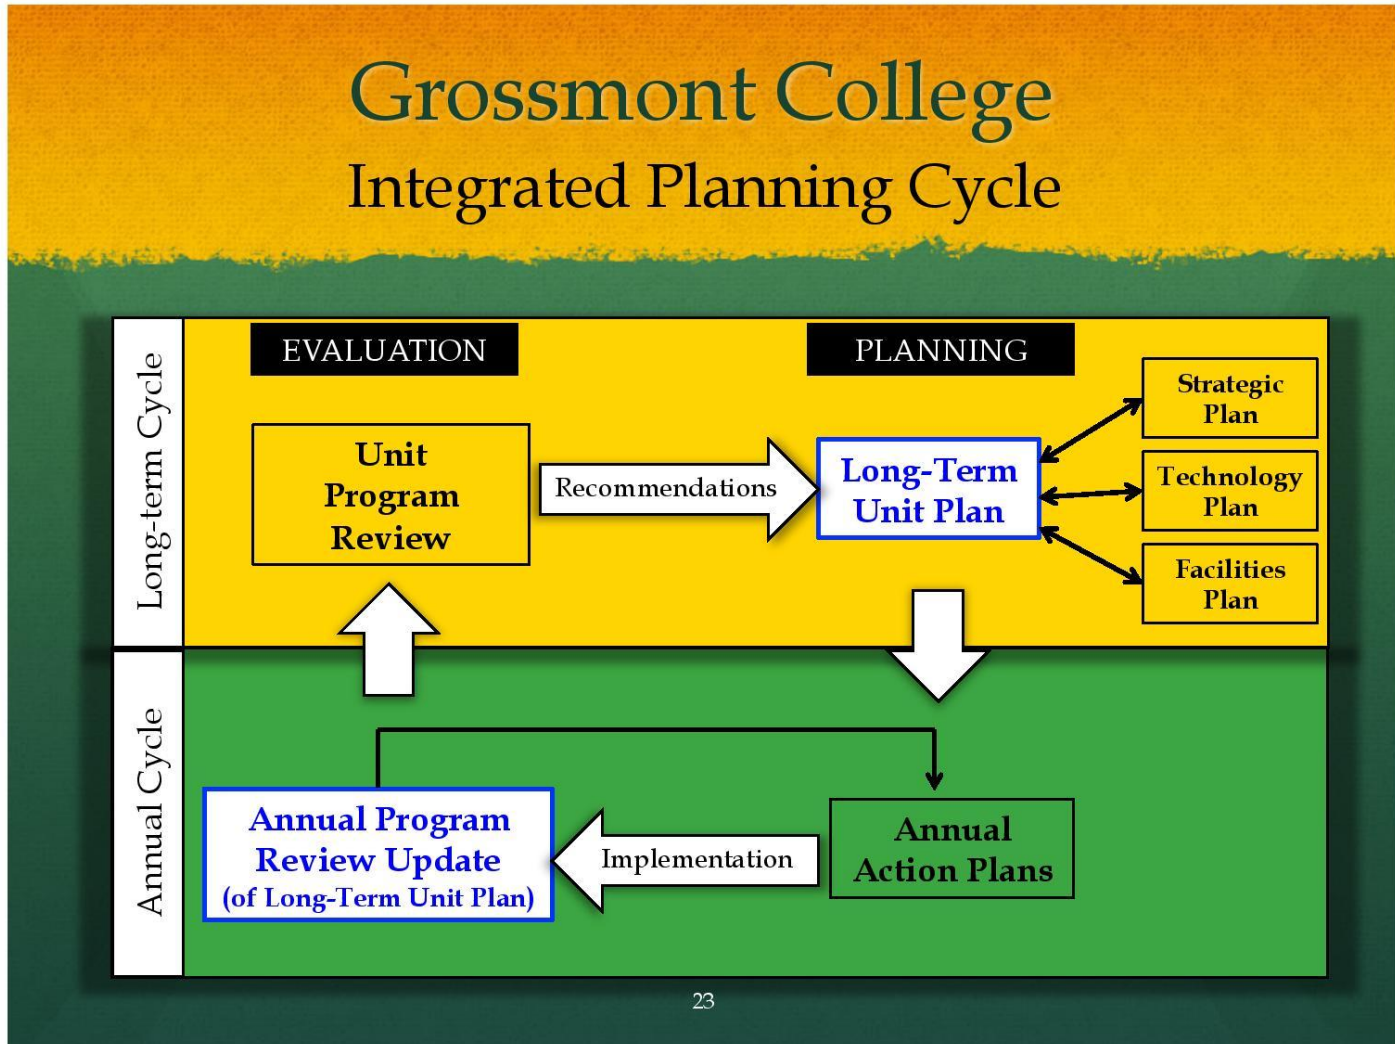 Grossmont College
Integrated Planning Cycle
Long-term Cycle
EVALUATION
PLANNING
Unit
Program
Review
Recommendations
Long-Term
Unit Plan
Strategic
Plan
Technology
Plan
Facilities
Plan
Annual Cycle
Annual Program
Review Update
(of Long-Term Unit Plan)
Implementation
Annual
Action Plans
23